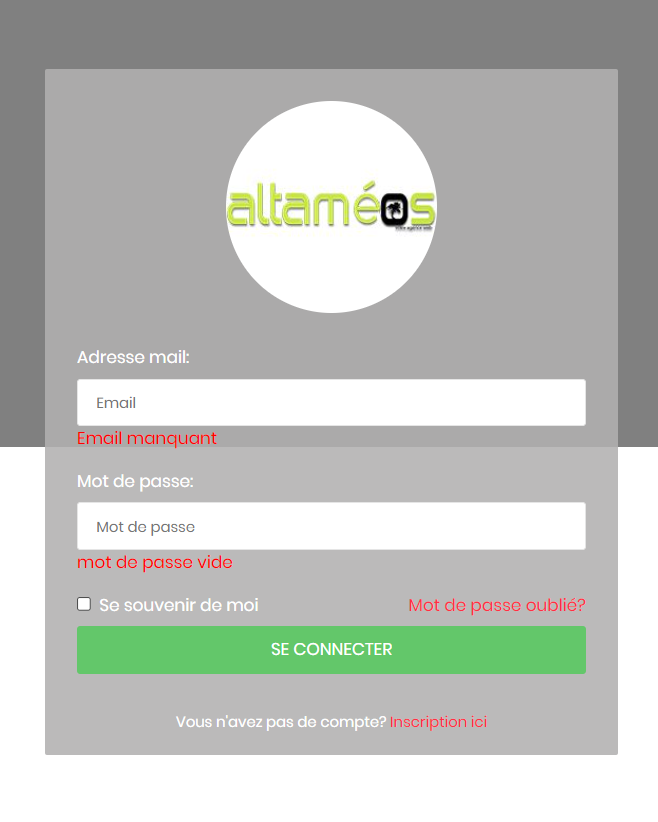 altaméos
Adresse mail:
Email
Email manquant
Mot de passe:
Mot de passe
mot de passe vide
Se souvenir de moi
Mot de passe oublié?
SE CONNECTER
Vous n'avez pas de compte? Inscription ici